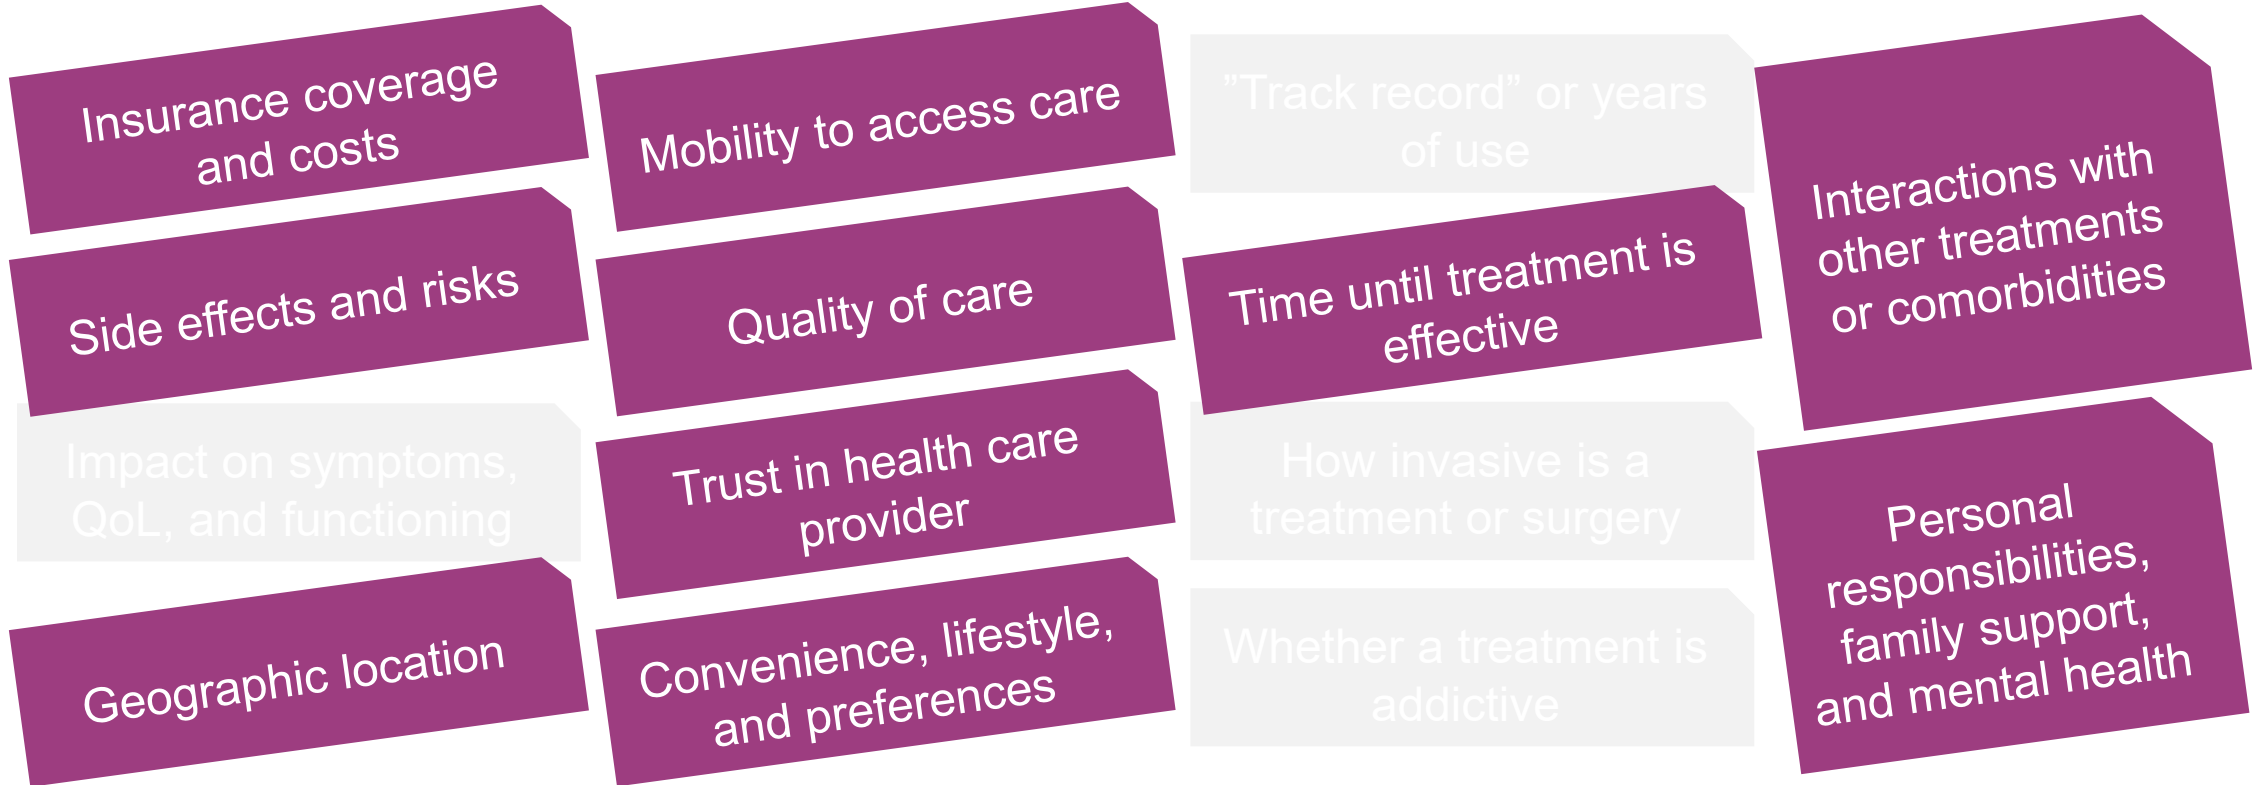 Insurance coverage
and costs
Side effects and risks
Impact on symptoms,
QoL, and functioning
Geographic location
Mobility to access care
Quality of care
Trust in health care
provider
Convenience, lifestyle,
and preferences
”Track record” or years
of use
Time until treatment is
effective
How invasive is a
treatment or surgery
Whether a treatment is
addictive
Interactions with
other treatments
or comorbidities
Personal
responsibilities,
family support,
and mental health